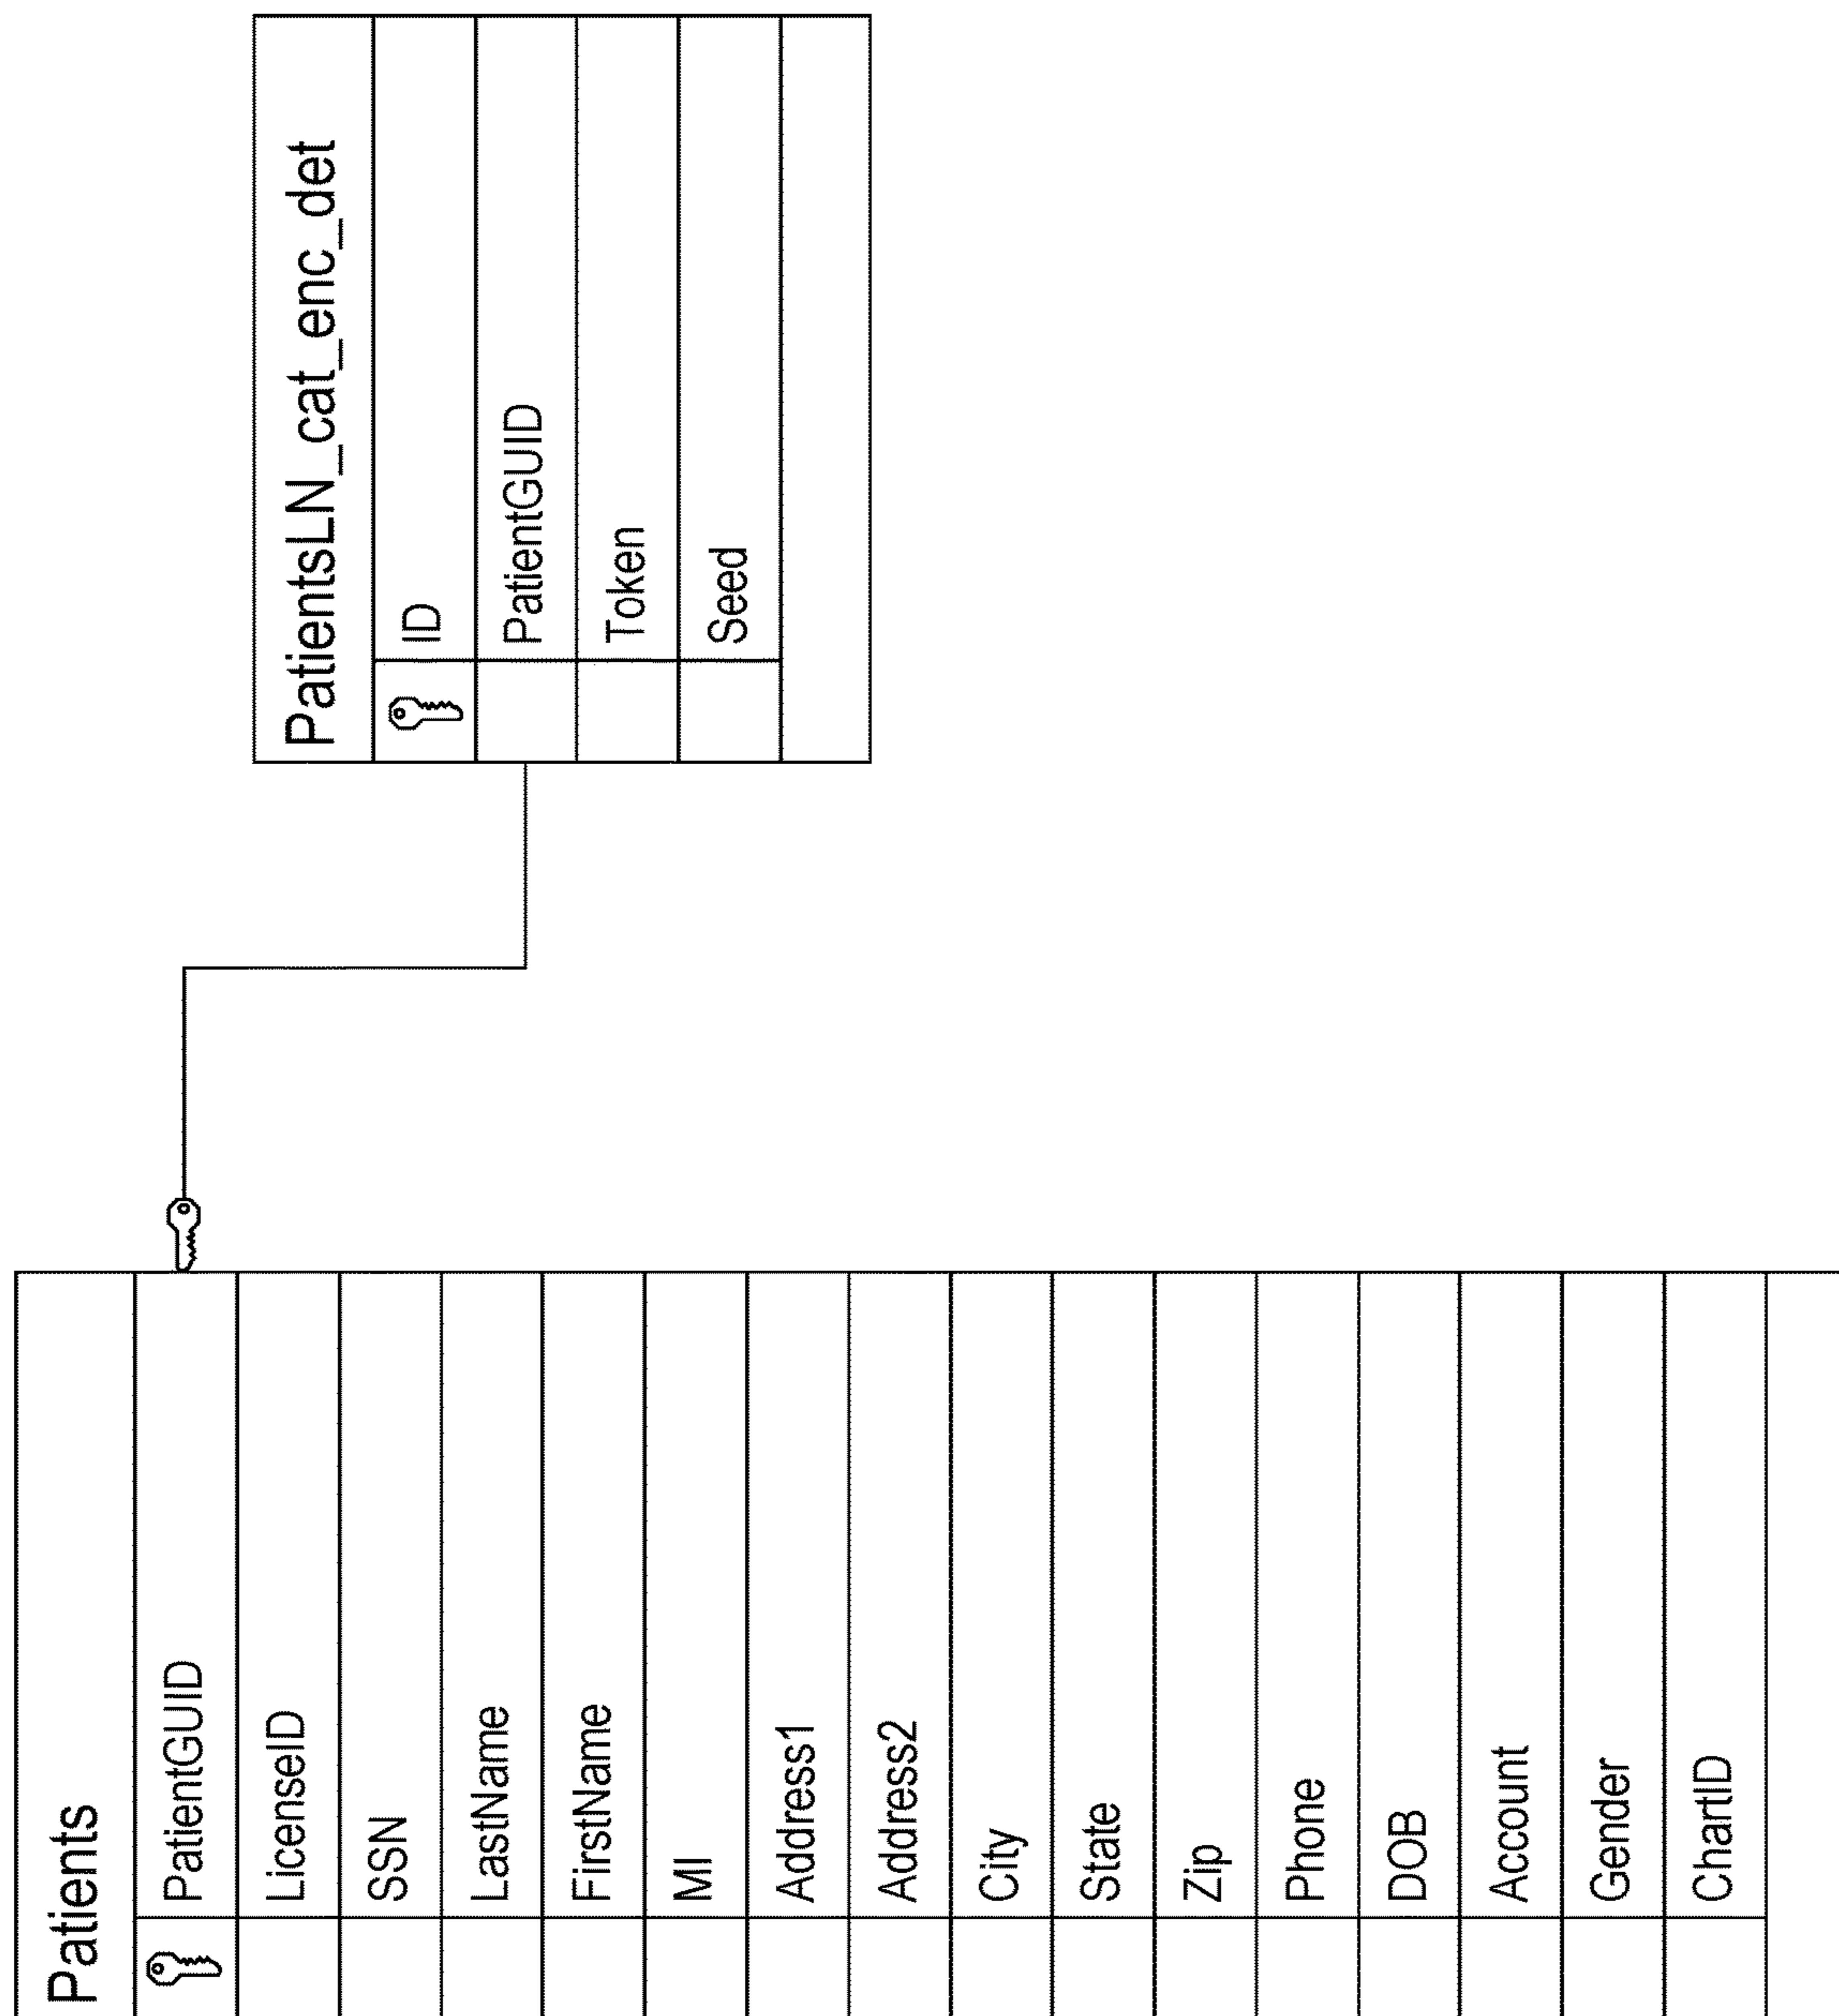 Patients
PatientGUID
LicenseID
SSN
LastName
FirstName
MI
Address1
Address2
City
State
Zip
Phone
DOB
Account
Gender
ChartID
PatientsLN_cat_enc_det
ID
PatientGUID
Token
Seed